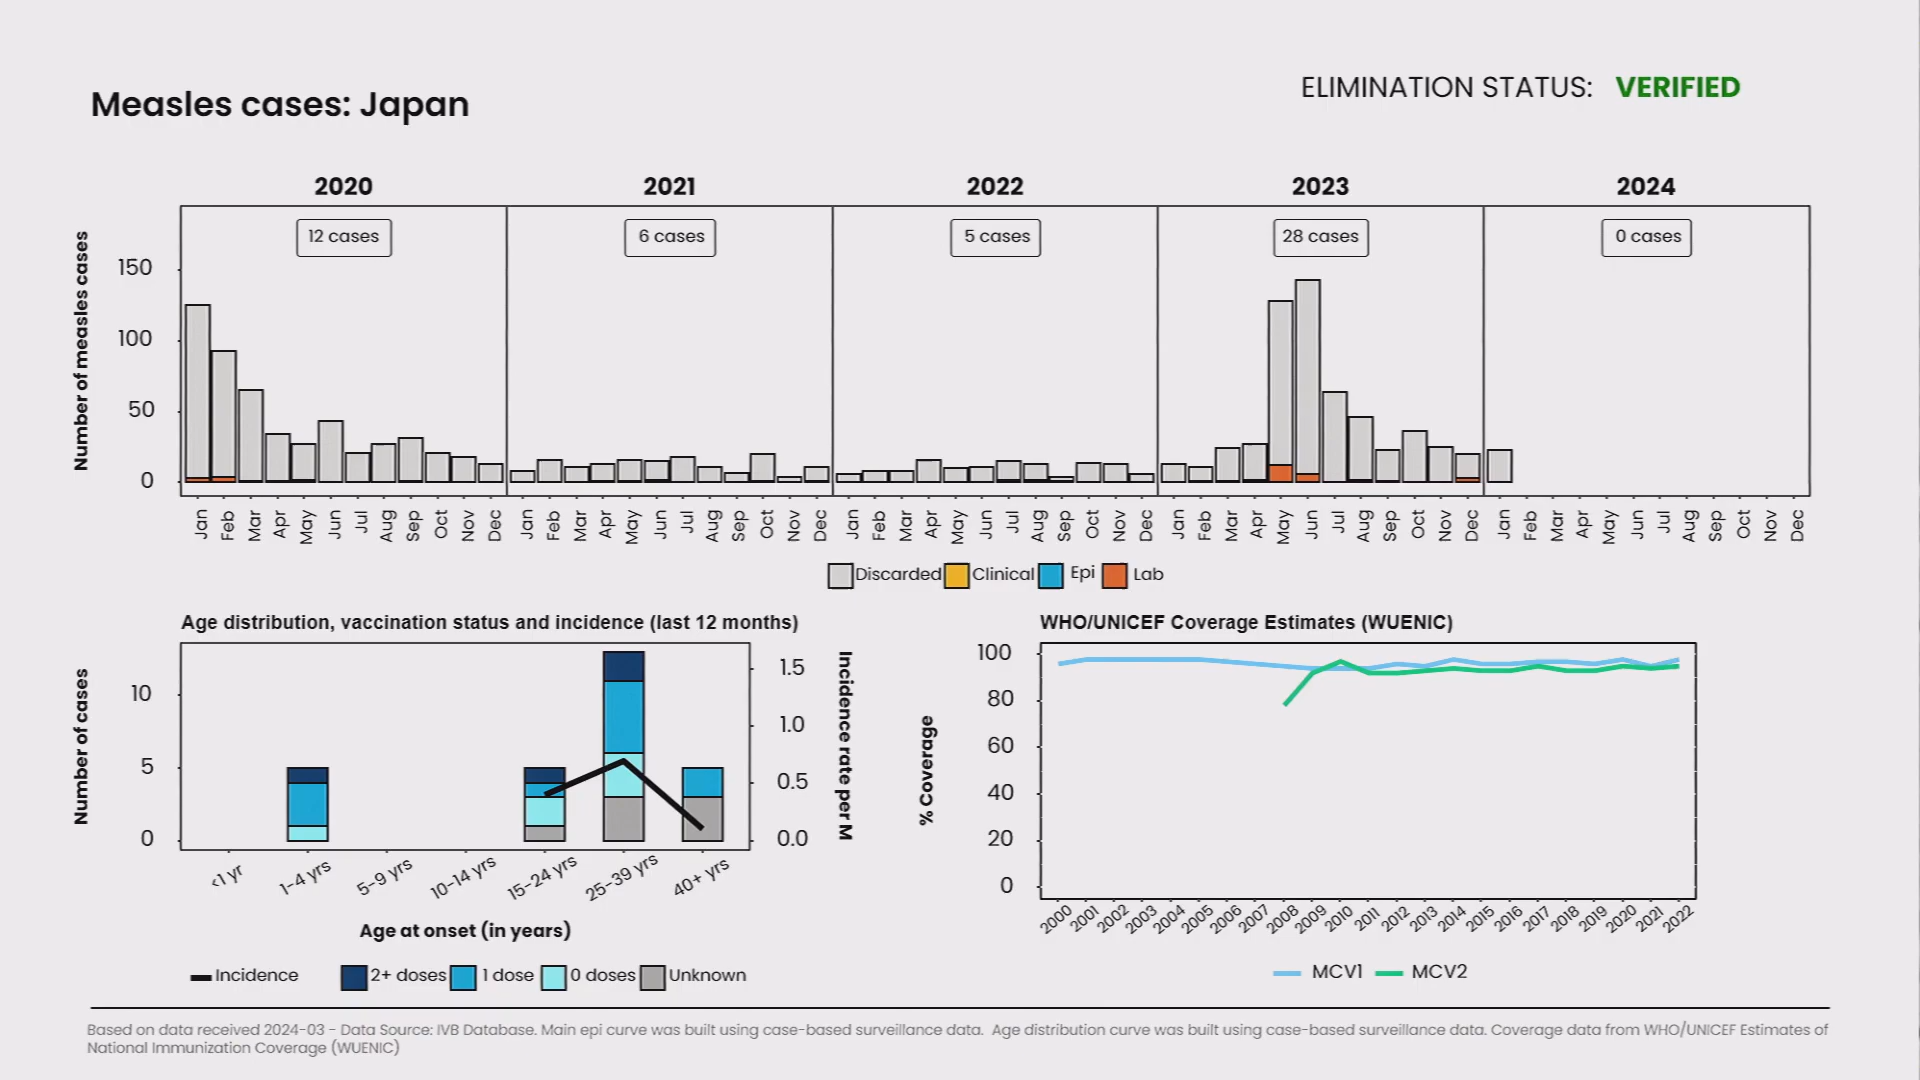 ELIMINATION STATUS: VERIFIED
Measles cases: Japan
2020 2021 2022 2023 2024
12 cases 6 cases 5 cases 28 cases 0 cases
Number of measles cases
150
100
50
0
Jan Feb Mar Apr May Jun Jul Aug Sep Oct Nov Dec Jan Feb Mar Apr May Jun Jul Aug Sep Oct Nov Dec Jan Feb Mar Apr May Jun Jul Aug Sep Oct Nov Dec Jan Feb Mar Apr May Jun Jul Aug Sep Oct Nov Dec Jan Feb Mar Apr May Jun Jul Aug Sep Oct Nov Dec
Discarded Clinical Epi Lab
Age distribution, vaccination status and incidence (last 12 months)
Number of cases
10
5
0
1.5
1.0
0.5
0.0
Incidence rate per M
<1 yr 1-4 yrs 5-9 yrs 10-14 yrs 15-24 yrs 25-39 yrs 40+ yrs
Age at onset (in years)
Incidence 2+ doses 1 dose 0 doses Unknown
WHO/UNICEF Coverage Estimates (WUENIC)
% Coverage
100
80
60
40
20
0
2000 2001 2002 2003 2004 2005 2006 2007 2008 2009 2010 2011 2012 2013 2014 2015 2016 2017 2018 2019 2020 2021 2022
MCV1 MCV2
Based on data received 2024-03 - Data Source: IVB Database. Main epi curve was built using case-based surveillance data. Age distribution curve was built using case-based surveillance data. Coverage data from WHO/UNICEF Estimates of
National Immunization Coverage (WUENIC)